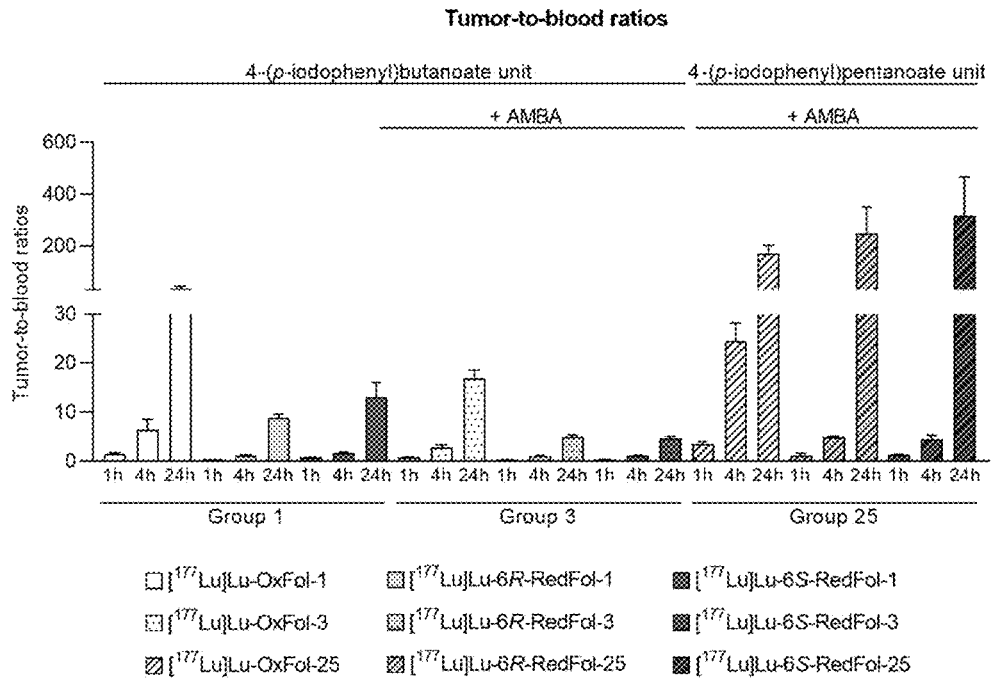 Tumor-to-blood ratios
4-(p-iodophenyl)butanoate unit 4-(p-iodophenyl)pentanoate unit
+ AMBA + AMBA
Tumor-to-blood ratios
600
400
200
30
20
10
0
1h 4h 24h 1h 4h 24h 1h 4h 24h 1h 4h 24h 1h 4h 24h 1h 4h 24h 1h 4h 24h 1h 4h 24h 1h 4h 24h
Group 1 Group 3 Group 25
[¹⁷⁷Lu]Lu-OxFol-1 [¹⁷⁷Lu]Lu-6R-RedFol-1 [¹⁷⁷Lu]Lu-6S-RedFol-1
[¹⁷⁷Lu]Lu-OxFol-3 [¹⁷⁷Lu]Lu-6R-RedFol-3 [¹⁷⁷Lu]Lu-6S-RedFol-3
[¹⁷⁷Lu]Lu-OxFol-25 [¹⁷⁷Lu]Lu-6R-RedFol-25 [¹⁷⁷Lu]Lu-6S-RedFol-25